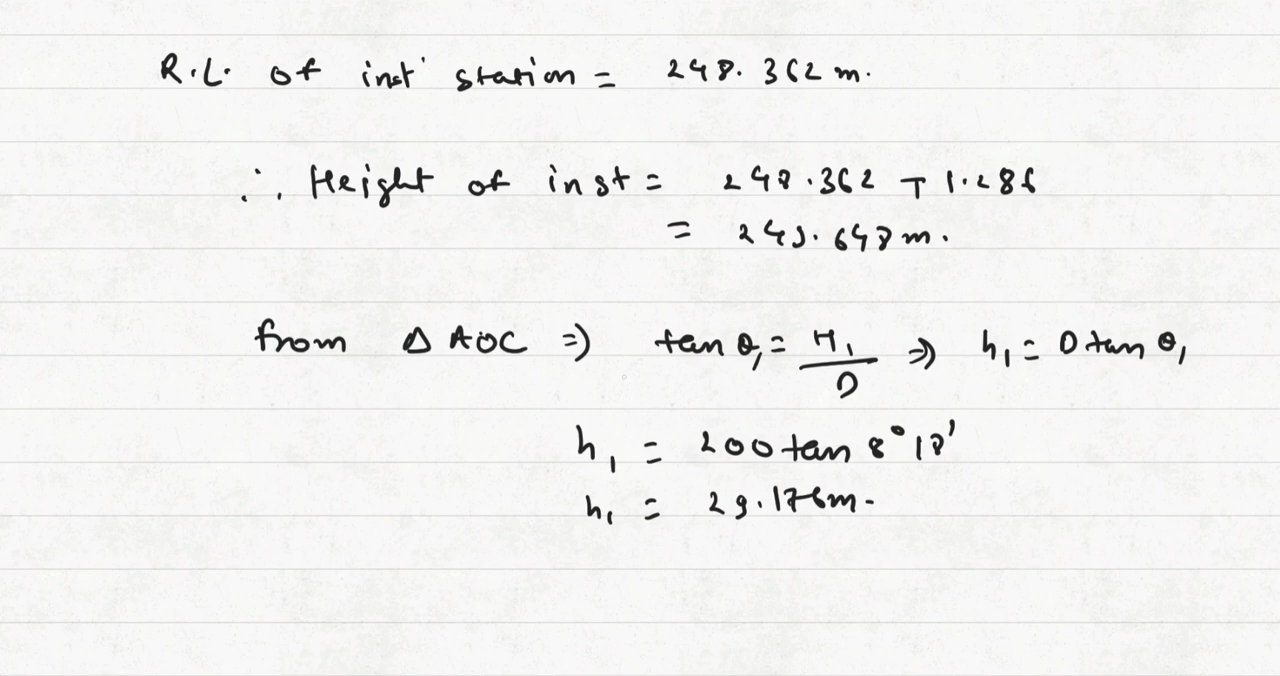 R.L. of inst' station = 248.362 m.
∴ Height of inst = 248.362 + 1.286
= 249.648 m.
from Δ AOC ⇒ tan θ₁ = H₁/D ⇒ h₁ = D tan θ₁
h₁ = 200 tan 8° 18'
h₁ = 29.176 m.